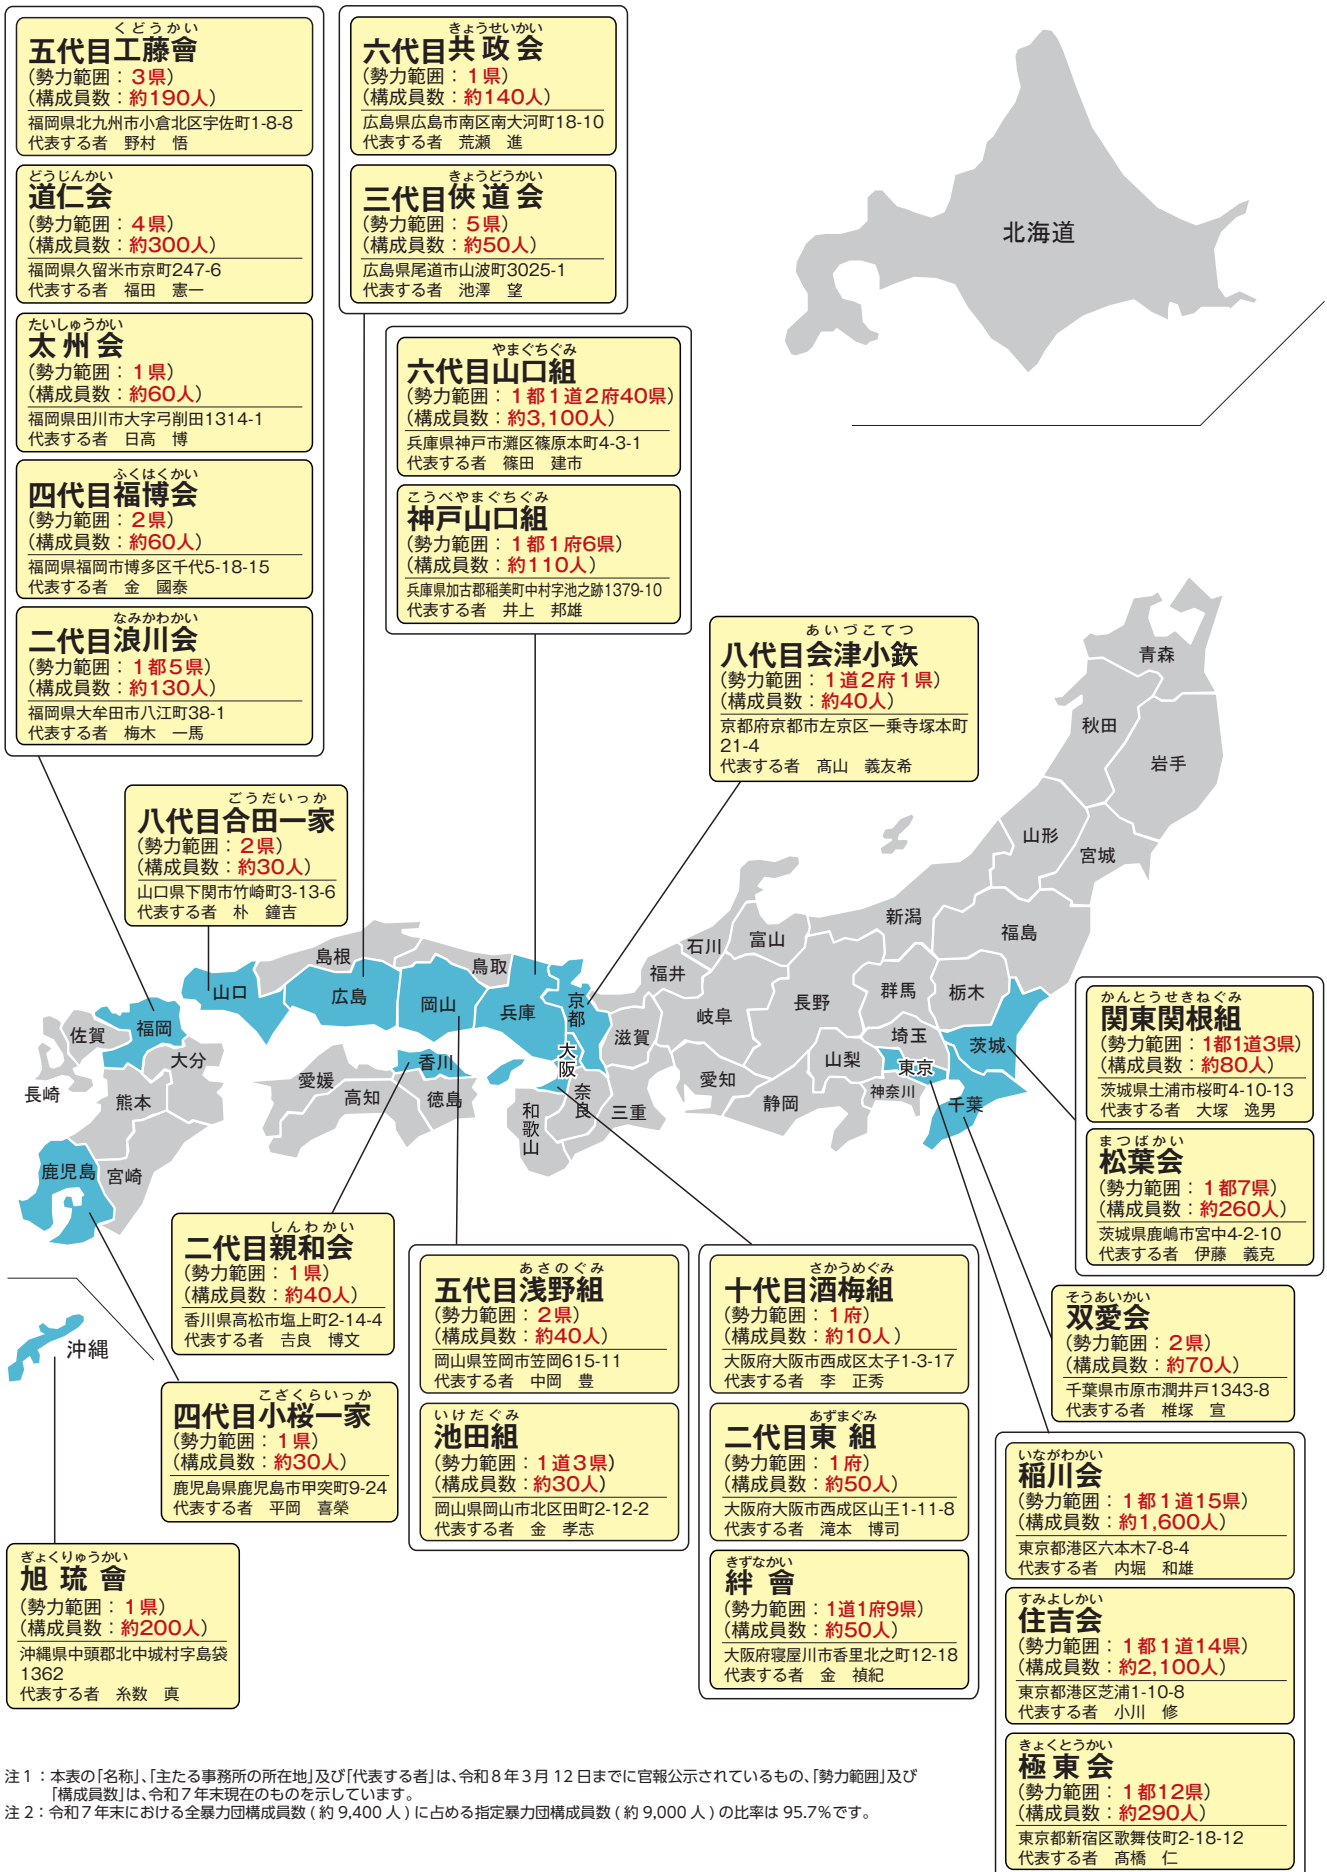 くどうかい
五代目工藤會
(勢力範囲：3県)
(構成員数：約190人)
福岡県北九州市小倉北区宇佐町1-8-8
代表する者　野村　悟
どうじんかい
道仁会
(勢力範囲：4県)
(構成員数：約300人)
福岡県久留米市京町247-6
代表する者　福田　憲一
たいしゅうかい
太州会
(勢力範囲：1県)
(構成員数：約60人)
福岡県田川市大字弓削田1314-1
代表する者　日高　博
ふくはくかい
四代目福博会
(勢力範囲：2県)
(構成員数：約60人)
福岡県福岡市博多区千代5-18-15
代表する者　金　國泰
なみかわかい
二代目浪川会
(勢力範囲：1都5県)
(構成員数：約130人)
福岡県大牟田市八江町38-1
代表する者　梅木　一馬
きょうせいかい
六代目共政会
(勢力範囲：1県)
(構成員数：約140人)
広島県広島市南区南大河町18-10
代表する者　荒瀬　進
きょうどうかい
三代目俠道会
(勢力範囲：5県)
(構成員数：約50人)
広島県尾道市山波町3025-1
代表する者　池澤　望
やまぐちぐみ
六代目山口組
(勢力範囲：1都1道2府40県)
(構成員数：約3,100人)
兵庫県神戸市灘区篠原本町4-3-1
代表する者　篠田　建市
こうべやまぐちぐみ
神戸山口組
(勢力範囲：1都1府6県)
(構成員数：約110人)
兵庫県加古郡稲美町中村字池之跡1379-10
代表する者　井上　邦雄
あいづこてつ
八代目会津小鉄
(勢力範囲：1道2府1県)
(構成員数：約40人)
京都府京都市左京区一乗寺塚本町
21-4
代表する者　髙山　義友希
ごうだいっか
八代目合田一家
(勢力範囲：2県)
(構成員数：約30人)
山口県下関市竹崎町3-13-6
代表する者　朴　鐘吉
北海道
青森
秋田
岩手
山形
宮城
新潟
福島
石川
富山
福井
長野
群馬
栃木
岐阜
埼玉
茨城
山梨
東京
神奈川
千葉
静岡
愛知
滋賀
三重
京都
大阪
奈良
和歌山
兵庫
鳥取
島根
岡山
広島
山口
香川
徳島
愛媛
高知
福岡
佐賀
大分
長崎
熊本
宮崎
鹿児島
沖縄
かんとうせきねぐみ
関東関根組
(勢力範囲：1都1道3県)
(構成員数：約80人)
茨城県土浦市桜町4-10-13
代表する者　大塚　逸男
まつばかい
松葉会
(勢力範囲：1都7県)
(構成員数：約260人)
茨城県鹿嶋市宮中4-2-10
代表する者　伊藤　義克
そうあいかい
双愛会
(勢力範囲：2県)
(構成員数：約70人)
千葉県市原市潤井戸1343-8
代表する者　椎塚　宣
しんわかい
二代目親和会
(勢力範囲：1県)
(構成員数：約40人)
香川県高松市塩上町2-14-4
代表する者　吉良　博文
こざくらいっか
四代目小桜一家
(勢力範囲：1県)
(構成員数：約30人)
鹿児島県鹿児島市甲突町9-24
代表する者　平岡　喜榮
ぎょくりゅうかい
旭琉會
(勢力範囲：1県)
(構成員数：約200人)
沖縄県中頭郡北中城村字島袋
1362
代表する者　糸数　真
あさのぐみ
五代目浅野組
(勢力範囲：2県)
(構成員数：約40人)
岡山県笠岡市笠岡615-11
代表する者　中岡　豊
いけだぐみ
池田組
(勢力範囲：1道3県)
(構成員数：約30人)
岡山県岡山市北区田町2-12-2
代表する者　金　孝志
さかうめぐみ
十代目酒梅組
(勢力範囲：1府)
(構成員数：約10人)
大阪府大阪市西成区太子1-3-17
代表する者　李　正秀
あずまぐみ
二代目東組
(勢力範囲：1府)
(構成員数：約50人)
大阪府大阪市西成区山王1-11-8
代表する者　滝本　博司
きずなかい
絆會
(勢力範囲：1道1府9県)
(構成員数：約50人)
大阪府寝屋川市香里北之町12-18
代表する者　金　禎紀
いながわかい
稲川会
(勢力範囲：1都1道15県)
(構成員数：約1,600人)
東京都港区六本木7-8-4
代表する者　内堀　和雄
すみよしかい
住吉会
(勢力範囲：1都1道14県)
(構成員数：約2,100人)
東京都港区芝浦1-10-8
代表する者　小川　修
きょくとうかい
極東会
(勢力範囲：1都12県)
(構成員数：約290人)
東京都新宿区歌舞伎町2-18-12
代表する者　髙橋　仁
注1：本表の「名称」、「主たる事務所の所在地」及び「代表する者」は、令和8年3月12日までに官報公示されているもの、「勢力範囲」及び
「構成員数」は、令和7年末現在のものを示しています。
注2：令和7年末における全暴力団構成員数(約9,400人)に占める指定暴力団構成員数(約9,000人)の比率は95.7%です。